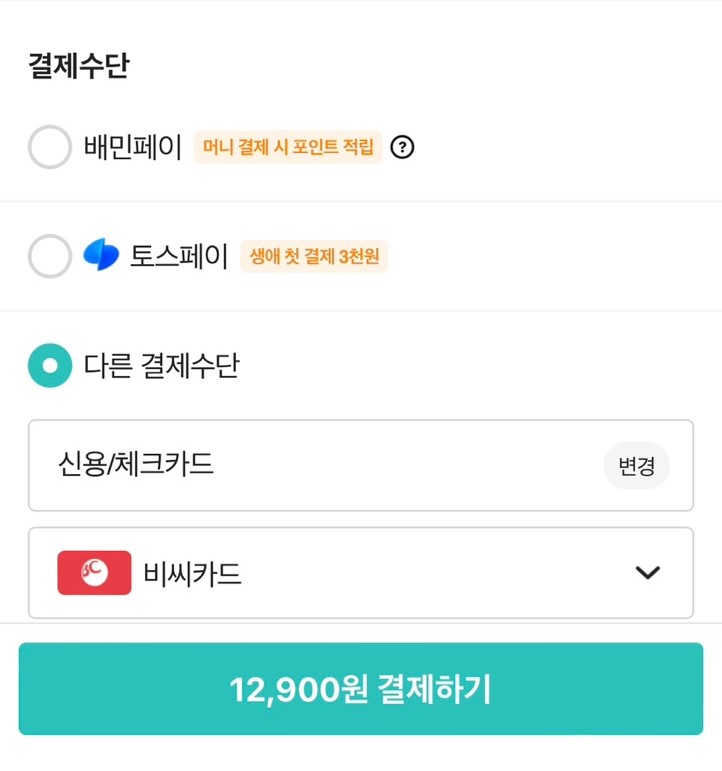 결제수단
배민페이 머니 결제 시 포인트 적립 ?
토스페이 생애 첫 결제 3천원
다른 결제수단
신용/체크카드 변경
비씨카드
12,900원 결제하기